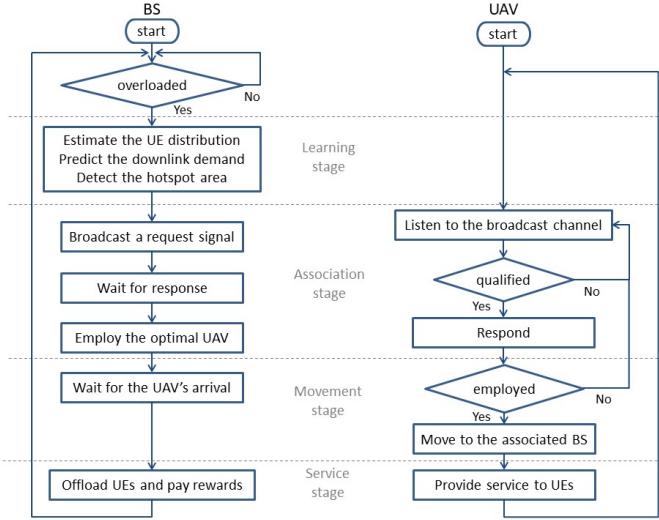 BS
start
overloaded
No
Yes
Estimate the UE distribution
Predict the downlink demand
Detect the hotspot area
Broadcast a request signal
Wait for response
Employ the optimal UAV
Wait for the UAV's arrival
Offload UEs and pay rewards
Learning
stage
Association
stage
Movement
stage
Service
stage
UAV
start
Listen to the broadcast channel
qualified
No
Yes
Respond
employed
No
Yes
Move to the associated BS
Provide service to UEs